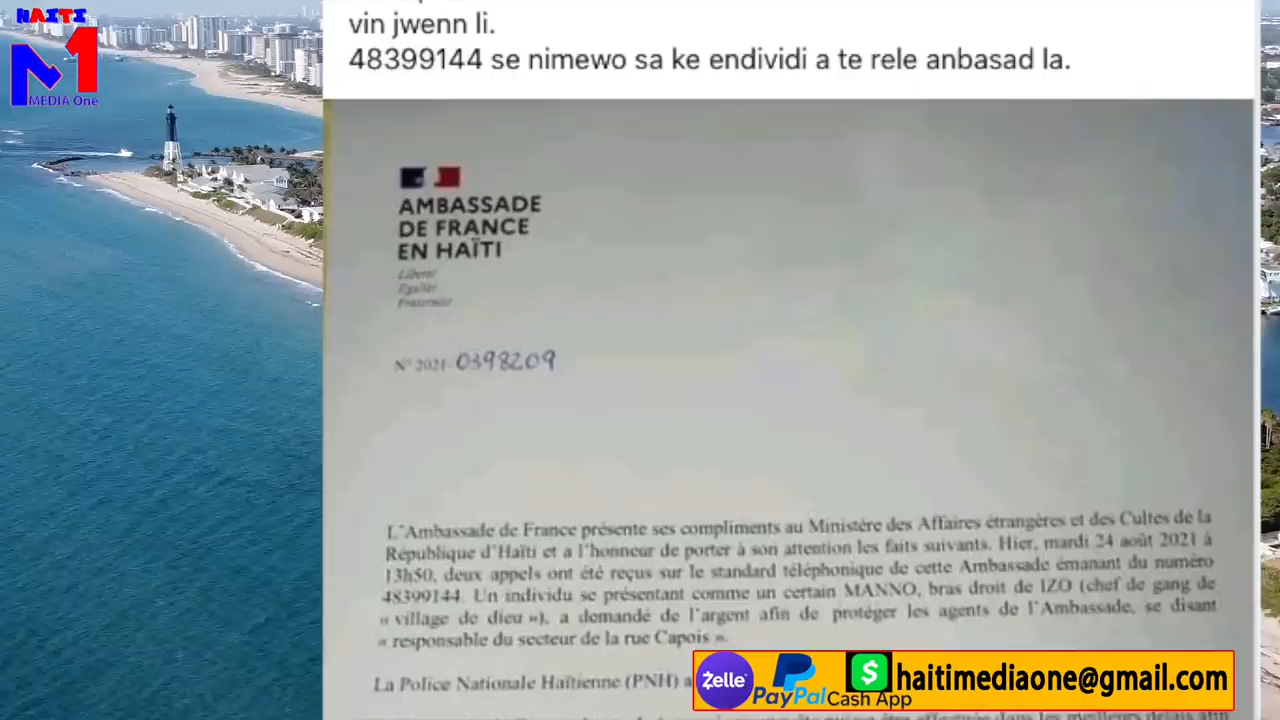 HAITI
M1
MEDIA One
vin jwenn li.
48399144 se nimewo sa ke endividi a te rele anbasad la.
AMBASSADE
DE FRANCE
EN HAÏTI
Liberté
Égalité
Fraternité
N° 2021-0398209
L'Ambassade de France présente ses compliments au Ministère des Affaires étrangères et des Cultes de la
République d'Haïti et a l'honneur de porter à son attention les faits suivants. Hier, mardi 24 août 2021 à
13h50, deux appels ont été reçus sur le standard téléphonique de cette Ambassade émanant du numéro
48399144. Un individu se présentant comme un certain MANNO, bras droit de IZO (chef de gang de
« village de dieu »), a demandé de l'argent afin de protéger les agents de l'Ambassade, se disant
« responsable du secteur de la rue Capois ».
La Police Nationale Haïtienne (PNH) a
Zelle
PayPal
$
Cash App
haitimediaone@gmail.com